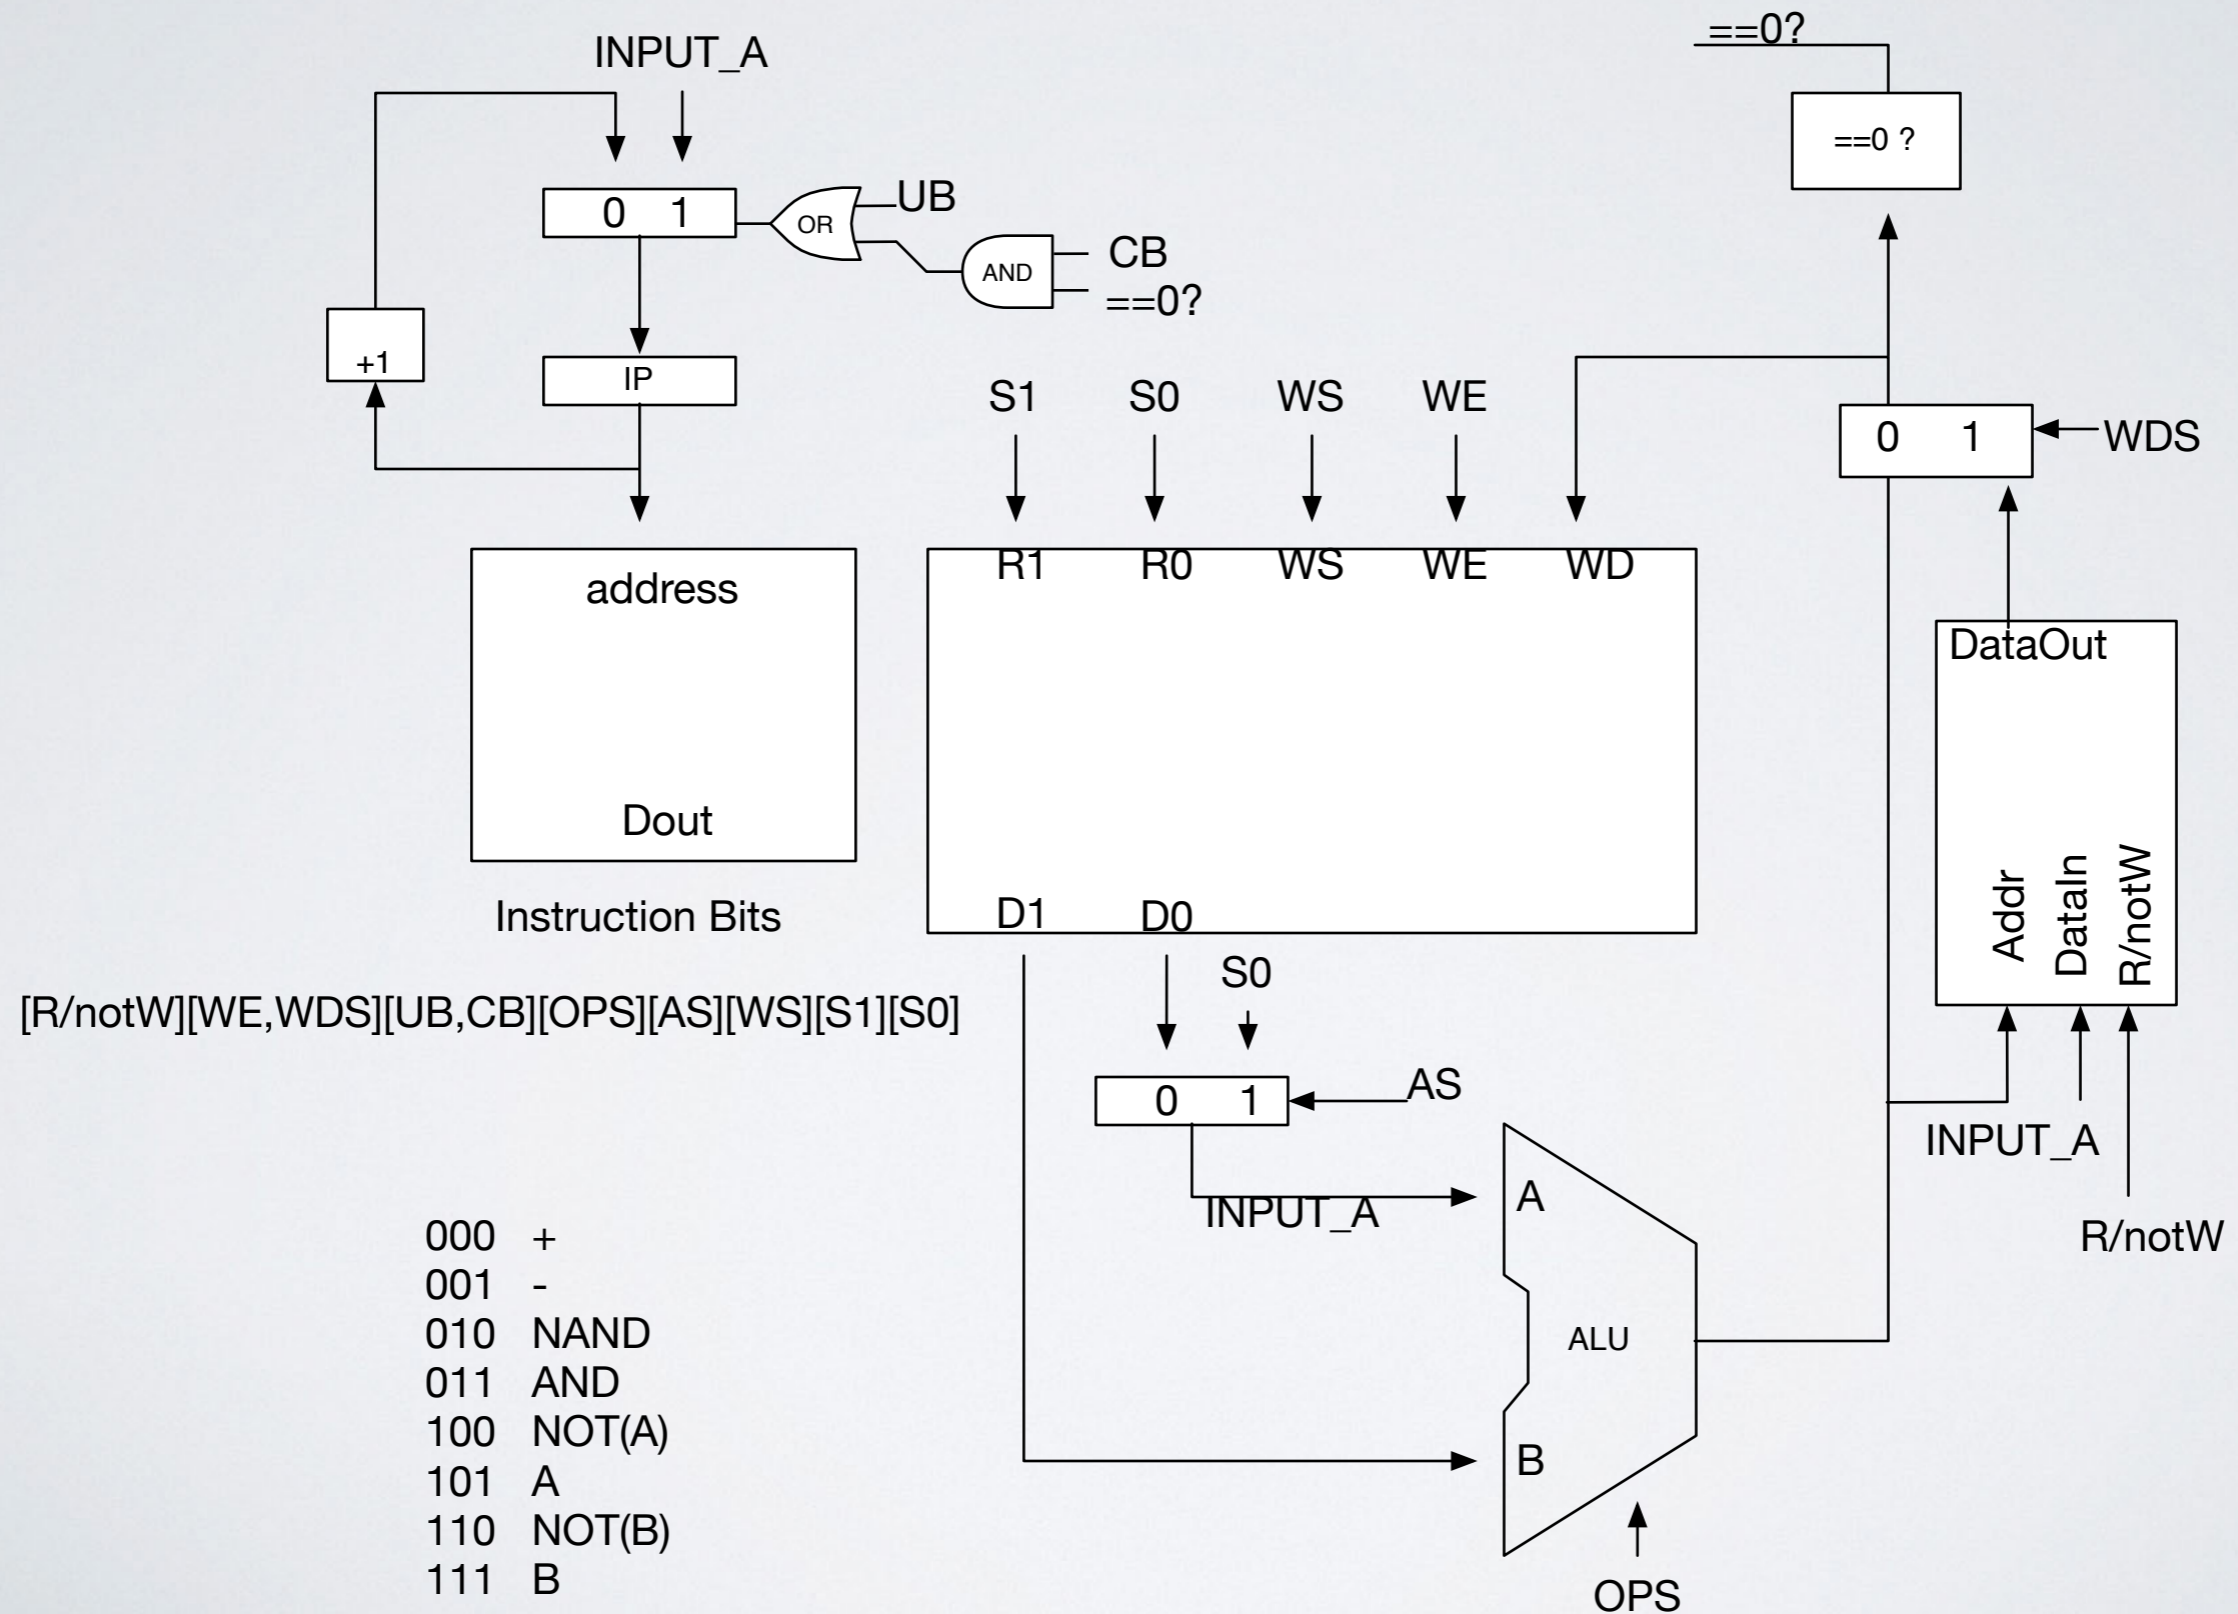 ==0?
INPUT_A
==0 ?
0 1
OR
UB
AND
CB
==0?
+1
IP
S1 S0 WS WE
0 1
WDS
R1 R0 WS WE WD
address
DataOut
Dout
Addr
DataIn
R/notW
D1 D0
Instruction Bits
S0
[R/notW][WE,WDS][UB,CB][OPS][AS][WS][S1][S0]
0 1
AS
INPUT_A
A
INPUT_A
R/notW
000 +
001 -
010 NAND
011 AND
100 NOT(A)
101 A
110 NOT(B)
111 B
ALU
B
OPS